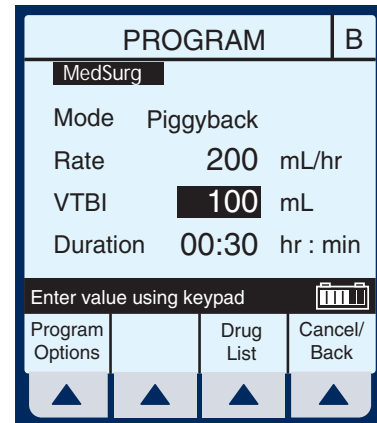 PROGRAM B
MedSurg
Mode Piggyback
Rate 200 mL/hr
VTBI 100 mL
Duration 00:30 hr : min
Enter value using keypad
Program Options Drug List Cancel/ Back